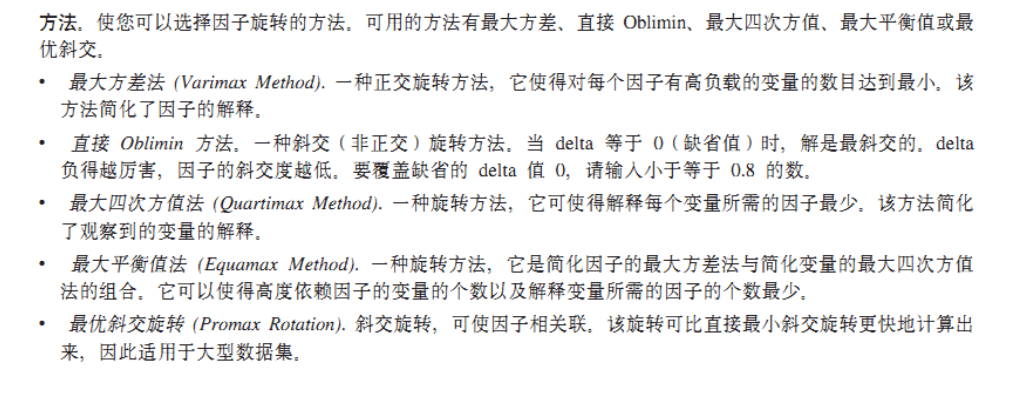 方法。使您可以选择因子旋转的方法。可用的方法有最大方差、直接 Oblimin、最大四次方值、最大平衡值或最
优斜交。
• 最大方差法 (Varimax Method). 一种正交旋转方法，它使得对每个因子有高负载的变量的数目达到最小。该
方法简化了因子的解释。
• 直接 Oblimin 方法。一种斜交（非正交）旋转方法。当 delta 等于 0（缺省值）时，解是最斜交的。delta
负得越厉害，因子的斜交度越低。要覆盖缺省的 delta 值 0，请输入小于等于 0.8 的数。
• 最大四次方值法 (Quartimax Method). 一种旋转方法，它可使得解释每个变量所需的因子最少。该方法简化
了观察到的变量的解释。
• 最大平衡值法 (Equamax Method). 一种旋转方法，它是简化因子的最大方差法与简化变量的最大四次方值
法的组合。它可以使得高度依赖因子的变量的个数以及解释变量所需的因子的个数最少。
• 最优斜交旋转 (Promax Rotation). 斜交旋转，可使因子相关联。该旋转可比直接最小斜交旋转更快地计算出
来，因此适用于大型数据集。